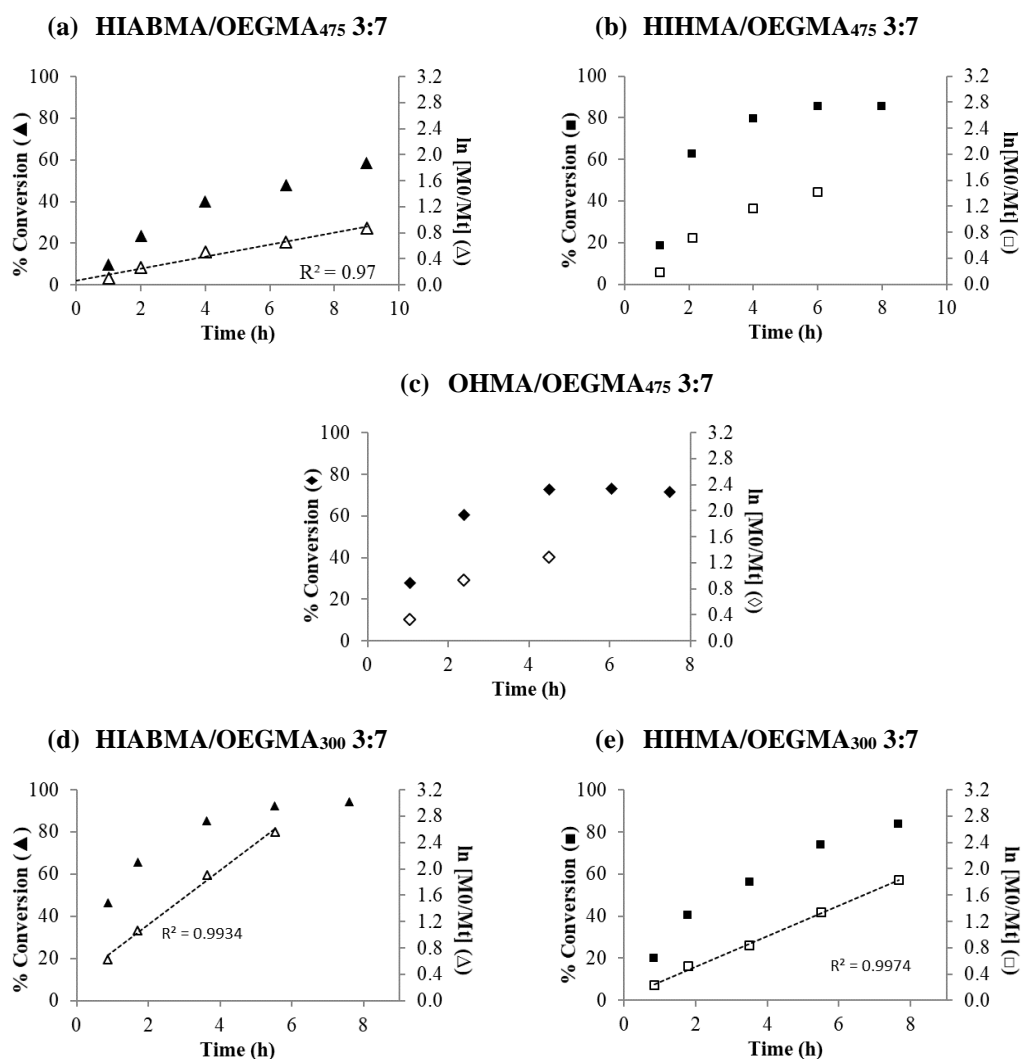 (a) HIABMA/OEGMA475 3:7
% Conversion (▲)
100
80
60
40
20
0
3.2
2.8
2.4
2.0
1.6
1.2
0.8
0.4
0.0
ln [M0/Mt] (△)
R² = 0.97
0 2 4 6 8 10
Time (h)
(b) HIHMA/OEGMA475 3:7
% Conversion (■)
100
80
60
40
20
0
3.2
2.8
2.4
2.0
1.6
1.2
0.8
0.4
0.0
ln [M0/Mt] (□)
0 2 4 6 8 10
Time (h)
(c) OHMA/OEGMA475 3:7
% Conversion (♦)
100
80
60
40
20
0
3.2
2.8
2.4
2.0
1.6
1.2
0.8
0.4
0.0
ln [M0/Mt] (◊)
0 2 4 6 8
Time (h)
(d) HIABMA/OEGMA300 3:7
% Conversion (▲)
100
80
60
40
20
0
3.2
2.8
2.4
2.0
1.6
1.2
0.8
0.4
0.0
ln [M0/Mt] (△)
R² = 0.9934
0 2 4 6 8
Time (h)
(e) HIHMA/OEGMA300 3:7
% Conversion (■)
100
80
60
40
20
0
3.2
2.8
2.4
2.0
1.6
1.2
0.8
0.4
0.0
ln [M0/Mt] (□)
R² = 0.9974
0 2 4 6 8
Time (h)